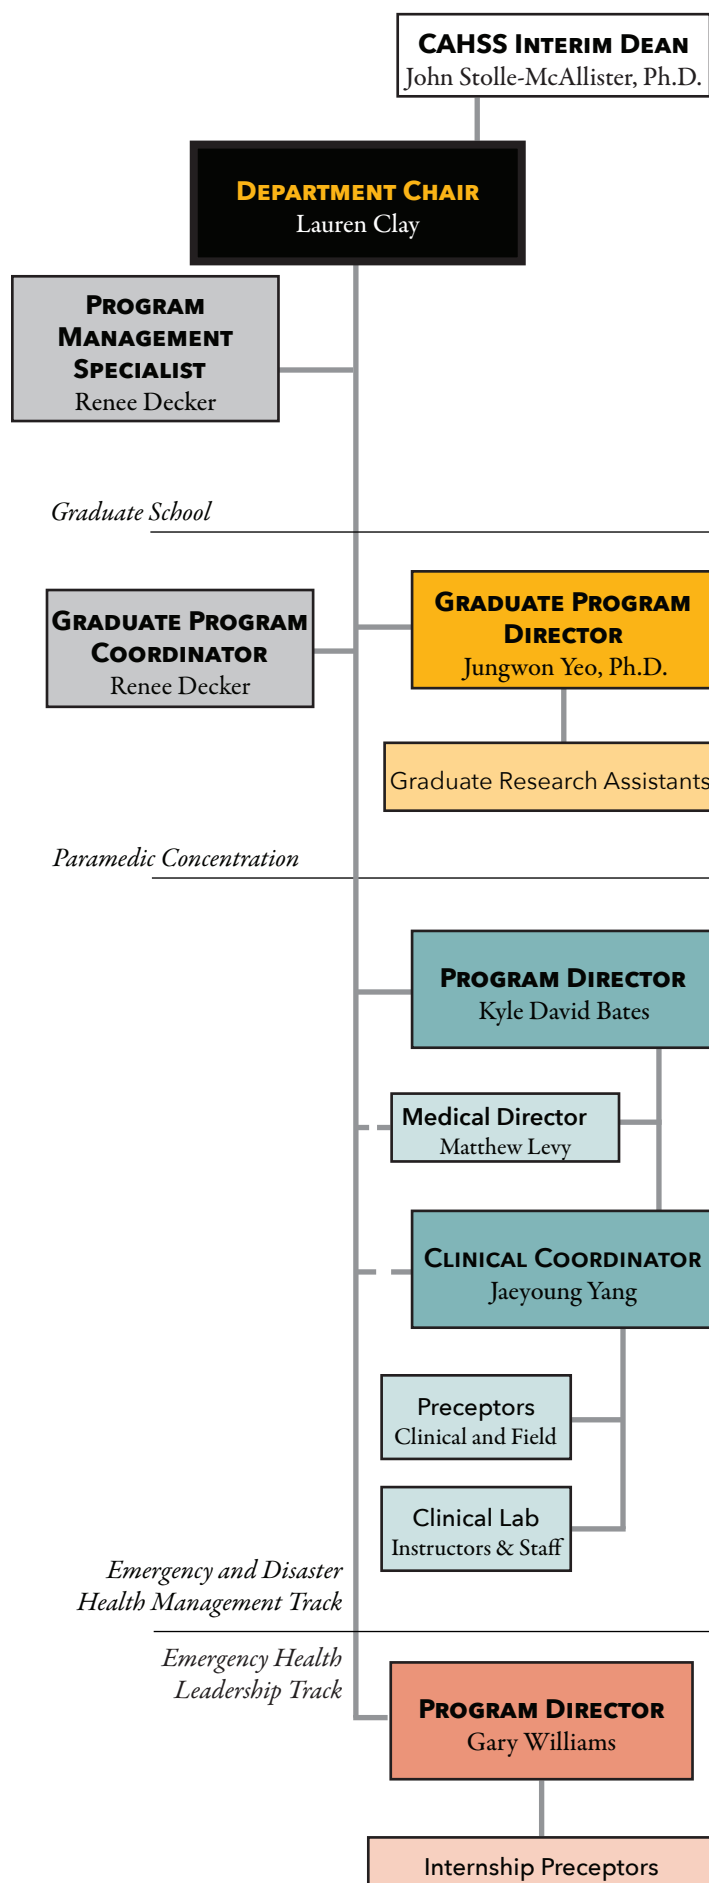 CAHSS INTERIM DEAN
John Stolle-McAllister, Ph.D.
DEPARTMENT CHAIR
Lauren Clay
PROGRAM
MANAGEMENT
SPECIALIST
Renee Decker
Graduate School
GRADUATE PROGRAM
COORDINATOR
Renee Decker
GRADUATE PROGRAM
DIRECTOR
Jungwon Yeo, Ph.D.
Graduate Research Assistants
Paramedic Concentration
PROGRAM DIRECTOR
Kyle David Bates
Medical Director
Matthew Levy
CLINICAL COORDINATOR
Jaeyoung Yang
Preceptors
Clinical and Field
Clinical Lab
Instructors & Staff
Emergency and Disaster
Health Management Track
Emergency Health
Leadership Track
PROGRAM DIRECTOR
Gary Williams
Internship Preceptors